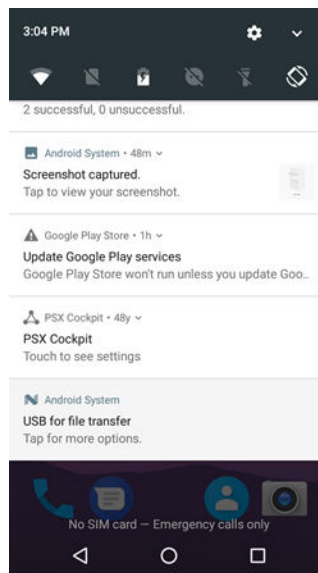 3:04 PM
2 successful, 0 unsuccessful.
Android System • 48m
Screenshot captured.
Tap to view your screenshot.
Google Play Store • 1h
Update Google Play services
Google Play Store won't run unless you update Goo..
PSX Cockpit • 48y
PSX Cockpit
Touch to see settings
Android System
USB for file transfer
Tap for more options.
No SIM card — Emergency calls only